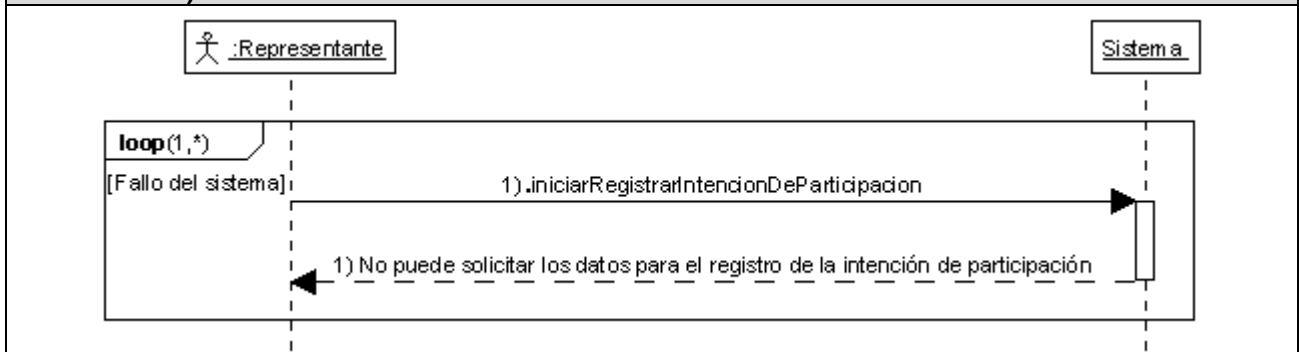 :Representante
Sistema
loop(1,*)
[Fallo del sistema]
1).iniciarRegistrarIntencionDeParticipacion
1) No puede solicitar los datos para el registro de la intención de participación